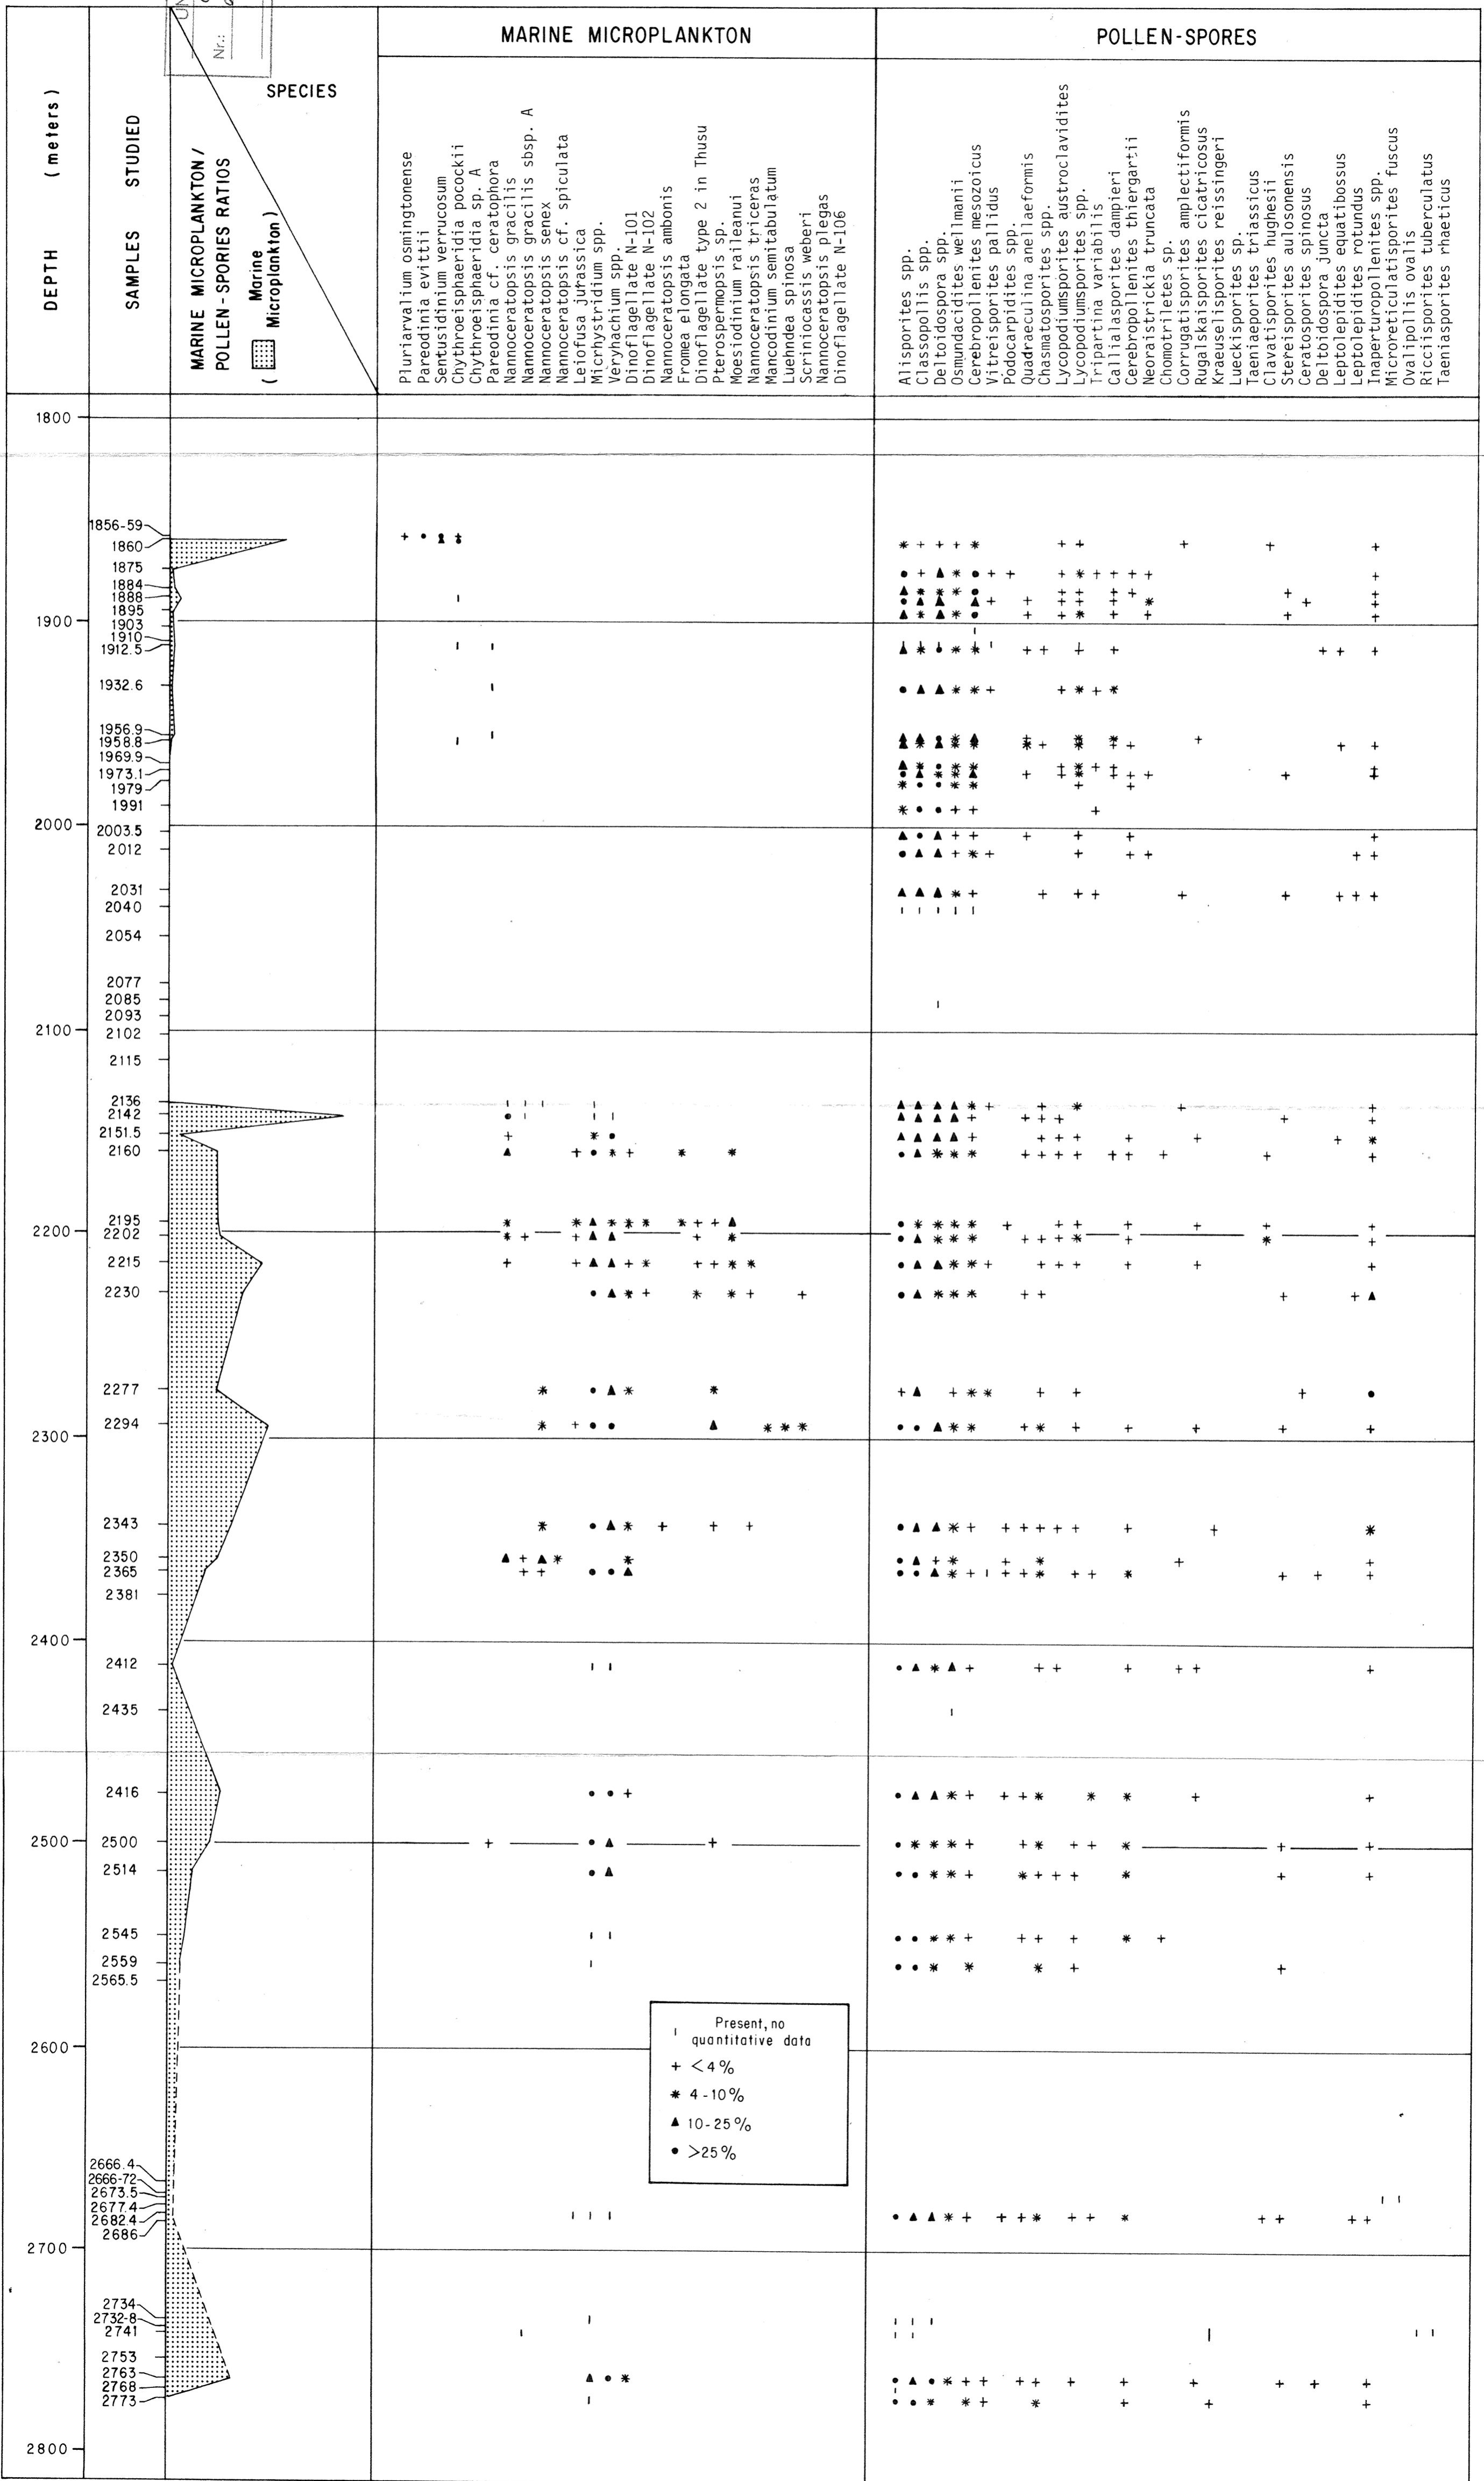 UN
Nr.:
MARINE MICROPLANKTON
POLLEN-SPORES
DEPTH (meters)
SAMPLES STUDIED
MARINE MICROPLANKTON /
POLLEN-SPORIES RATIOS
( Marine
Microplankton )
SPECIES
Pluriarvalium osmingtonense
Pareodinia evittii
Sentusidinium verrucosum
Chytroeisphaeridia pocockii
Chytroeisphaeridia sp. A
Pareodinia cf. ceratophora
Nannoceratopsis gracilis
Nannoceratopsis gracilis sbsp. A
Nannoceratopsis senex
Nannoceratopsis cf. spiculata
Leiofusa jurassica
Micrhystridium spp.
Veryhachium spp.
Dinoflagellate N-101
Dinoflagellate N-102
Nannoceratopsis ambonis
Fromea elongata
Dinoflagellate type 2 in Thusu
Pterospermopsis sp.
Moesiodinium raileanui
Nannoceratopsis triceras
Mancodinium semitabulatum
Luehndea spinosa
Scriniocassis weberi
Nannoceratopsis plegas
Dinoflagellate N-106
Alisporites spp.
Classopollis spp.
Deltoidospora spp.
Osmundacidites wellmanii
Cerebropollenites mesozoicus
Vitreisporites pallidus
Podocarpidites spp.
Quadraeculina anellaeformis
Chasmatosporites spp.
Lycopodiumsporites austroclavidites
Lycopodiumsporites spp.
Tripartina variabilis
Callialasporites dampieri
Cerebropollenites thiergartii
Neoraistrickia truncata
Chomotriletes sp.
Corrugatisporites amplectiformis
Rugalskaisporites cicatricosus
Kraeuselisporites reissingeri
Lueckisporites sp.
Taeniaeporites triassicus
Clavatisporites hughesii
Stereisporites aulosonensis
Ceratosporites spinosus
Deltoidospora juncta
Leptolepidites equatibossus
Leptolepidites rotundus
Inaperturopollenites spp.
Microreticulatisporites fuscus
Ovalipollis ovalis
Ricciisporites tuberculatus
Taeniasporites rhaeticus
1800
1856-59
1860
1875
1884
1888
1895
1900
1903
1910
1912.5
1932.6
1956.9
1958.8
1969.9
1973.1
1979
1991
2000
2003.5
2012
2031
2040
2054
2077
2085
2093
2100
2102
2115
2136
2142
2151.5
2160
2195
2200
2202
2215
2230
2277
2294
2300
2343
2350
2365
2381
2400
2412
2435
2416
2500 2500
2514
2545
2559
2565.5
Present, no
quantitative data
+ <4%
* 4-10%
▲ 10-25%
● >25%
2600
2666.4
2666-72
2673.5
2677.4
2682.4
2686
2700
2734
2732-8
2741
2753
2763
2768
2773
2800